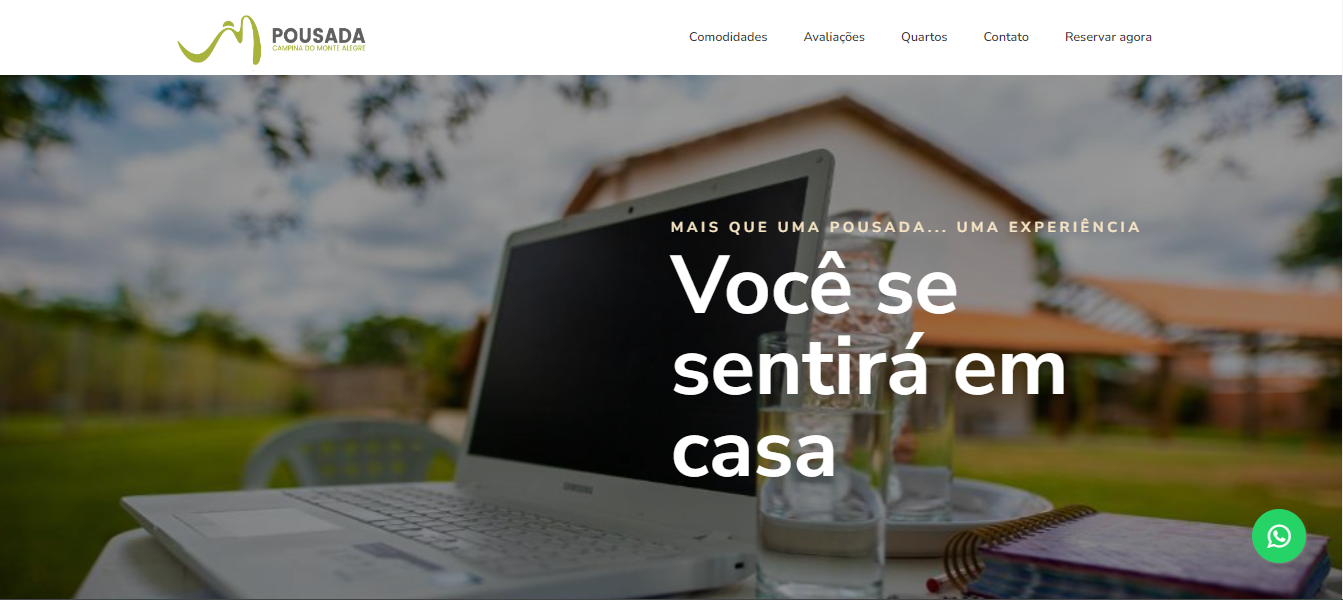 POUSADA
CAMPINA DO MONTE ALEGRE
Comodidades Avaliações Quartos Contato Reservar agora
MAIS QUE UMA POUSADA... UMA EXPERIÊNCIA
Você se
sentirá em
casa
SAMSUNG